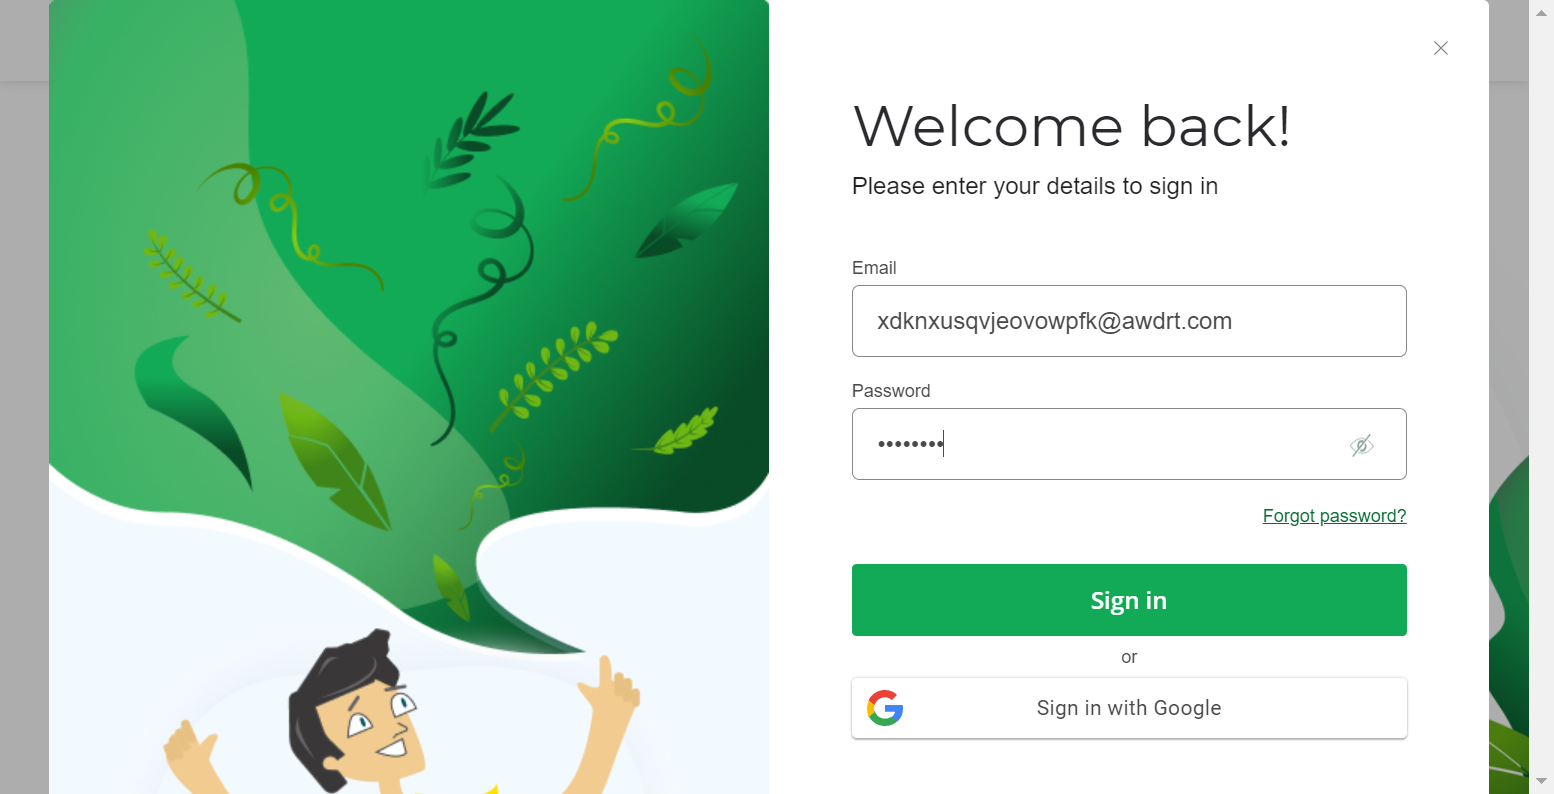 Welcome back!
Please enter your details to sign in
Email
xdknxusqvjeovowpfk@awdrt.com
Password
••••••••
Forgot password?
Sign in
or
Sign in with Google